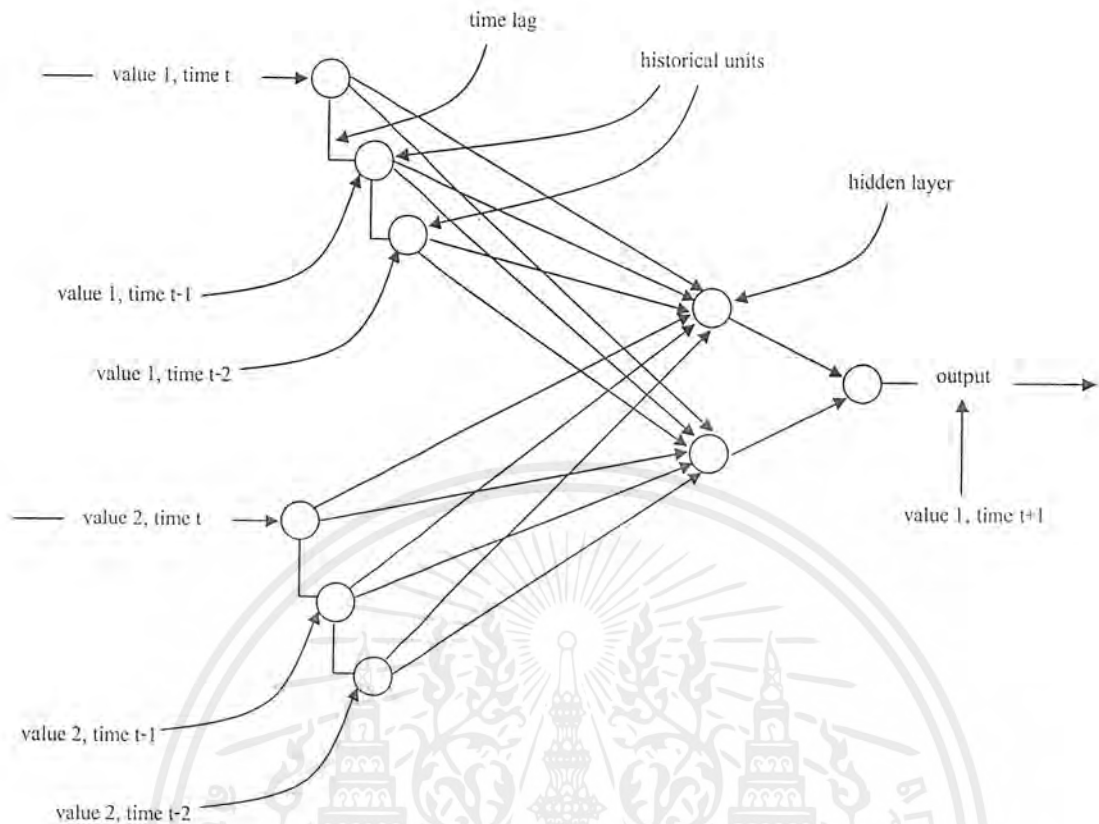 time lag
value 1, time t
historical units
hidden layer
value 1, time t-1
value 1, time t-2
output
value 2, time t
value 1, time t+1
value 2, time t-1
value 2, time t-2